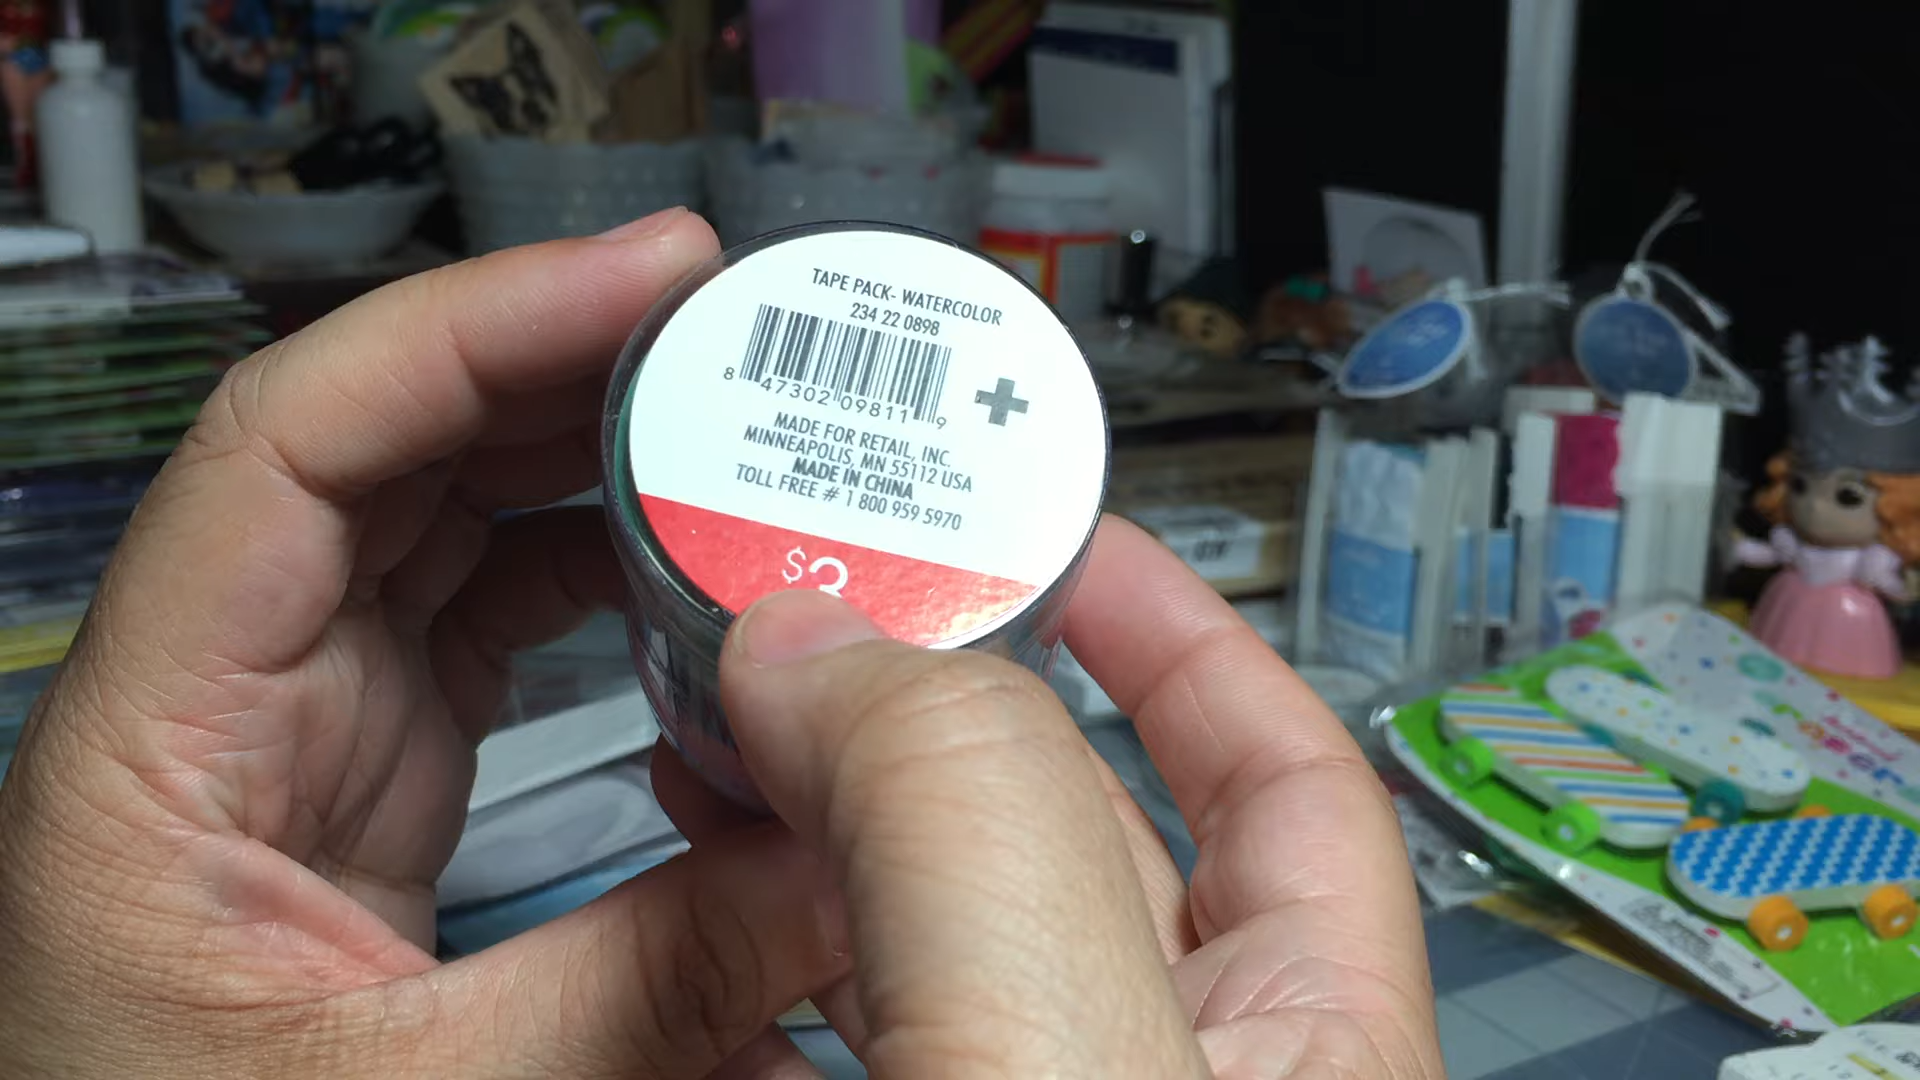 TAPE PACK- WATERCOLOR
234 22 0898
8 47302 09811 9
MADE FOR RETAIL, INC.
MINNEAPOLIS, MN 55112 USA
MADE IN CHINA
TOLL FREE # 1 800 959 5970
$3